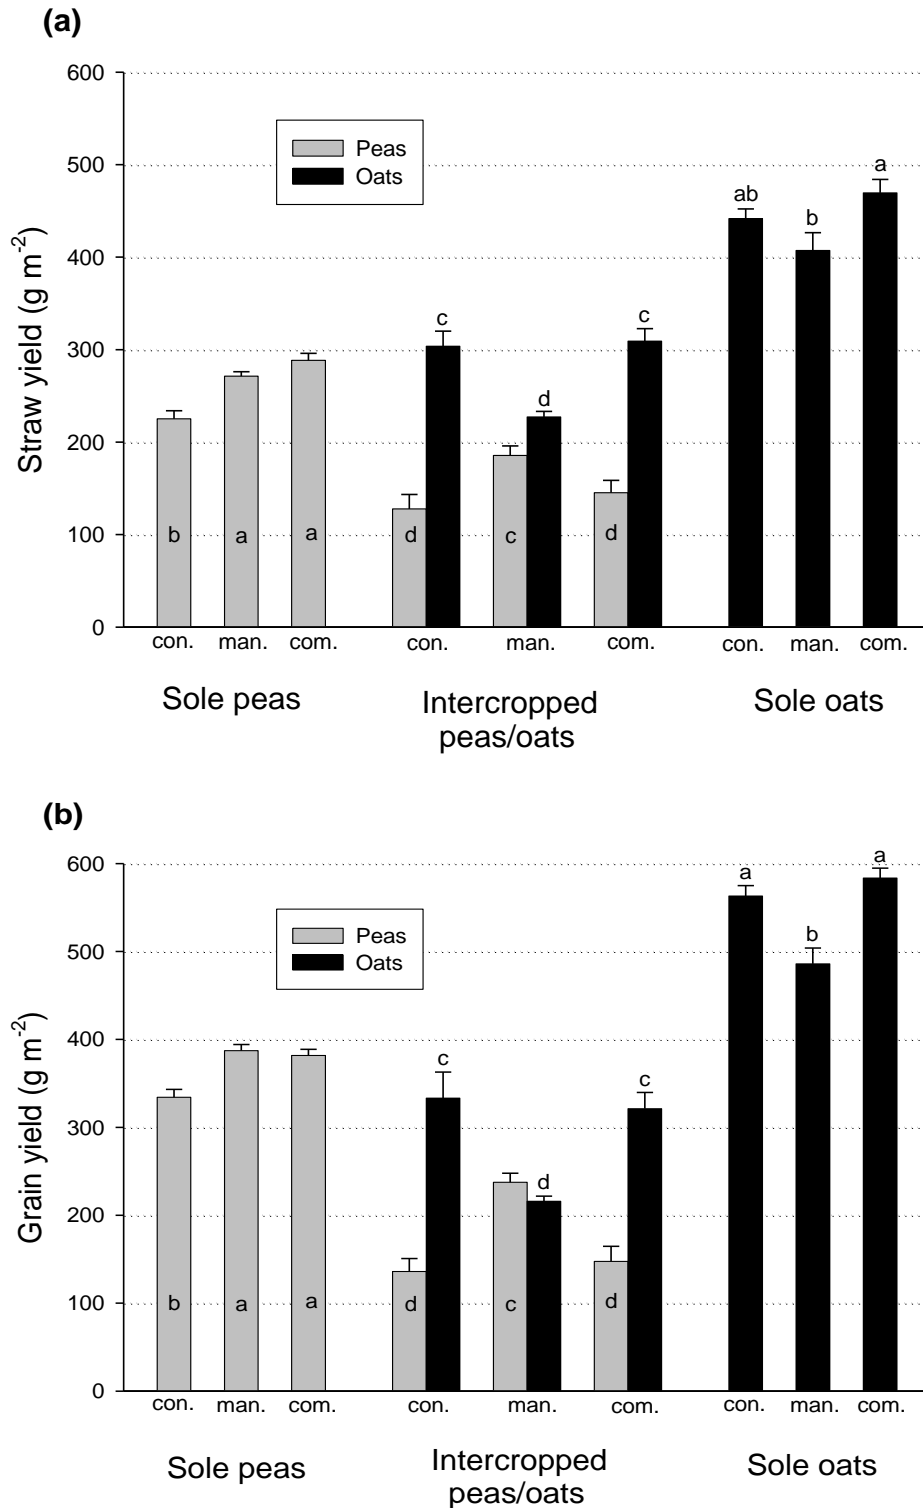 (a)
600
500
400
300
200
100
0
Straw yield (g m⁻²)
Peas
Oats
b
a
a
d
c
c
d
d
c
ab
b
a
con. man. com. con. man. com. con. man. com.
Sole peas
Intercropped
peas/oats
Sole oats
(b)
600
500
400
300
200
100
0
Grain yield (g m⁻²)
Peas
Oats
b
a
a
d
c
c
d
d
c
a
b
a
con. man. com. con. man. com. con. man. com.
Sole peas
Intercropped
peas/oats
Sole oats